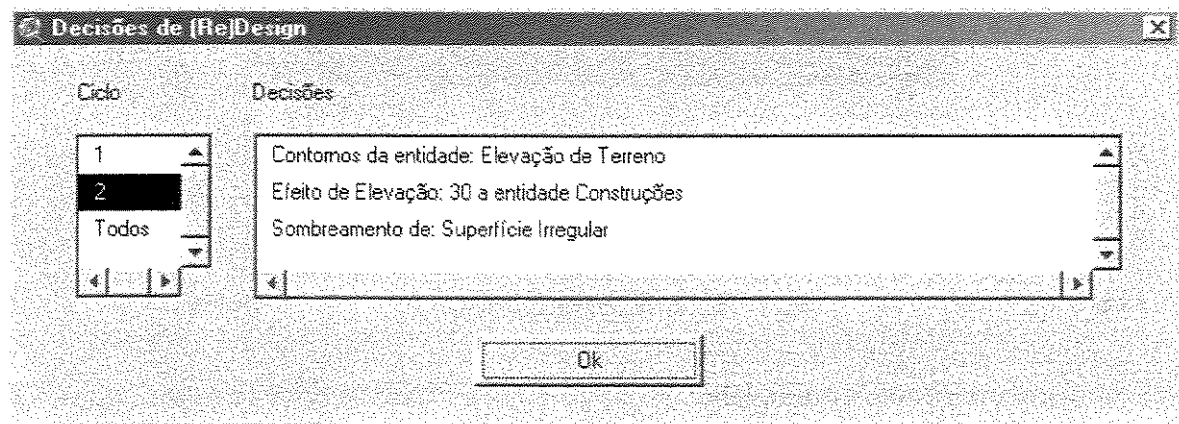 Decisões de (Re)Design
Ciclo
Decisões
1
2
Todos
Contornos da entidade: Elevação de Terreno
Efeito de Elevação: 30 a entidade Construções
Sombreamento de: Superfície Irregular
Ok